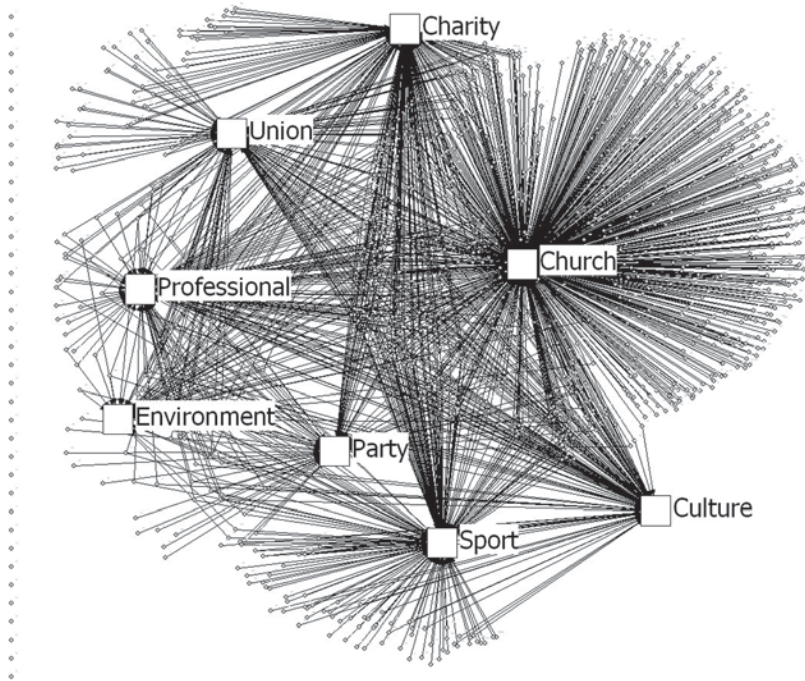 Charity
Union
Church
Professional
Environment
Party
Culture
Sport